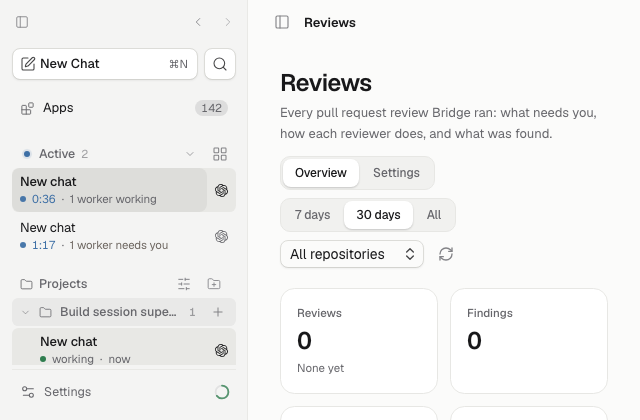 New Chat ⌘N
Apps 142
Active 2
New chat
0:36 · 1 worker working
New chat
1:17 · 1 worker needs you
Projects
Build session supe... 1
New chat
working · now
Settings
Reviews
Reviews
Every pull request review Bridge ran: what needs you,
how each reviewer does, and what was found.
Overview Settings
7 days 30 days All
All repositories
Reviews
0
None yet
Findings
0